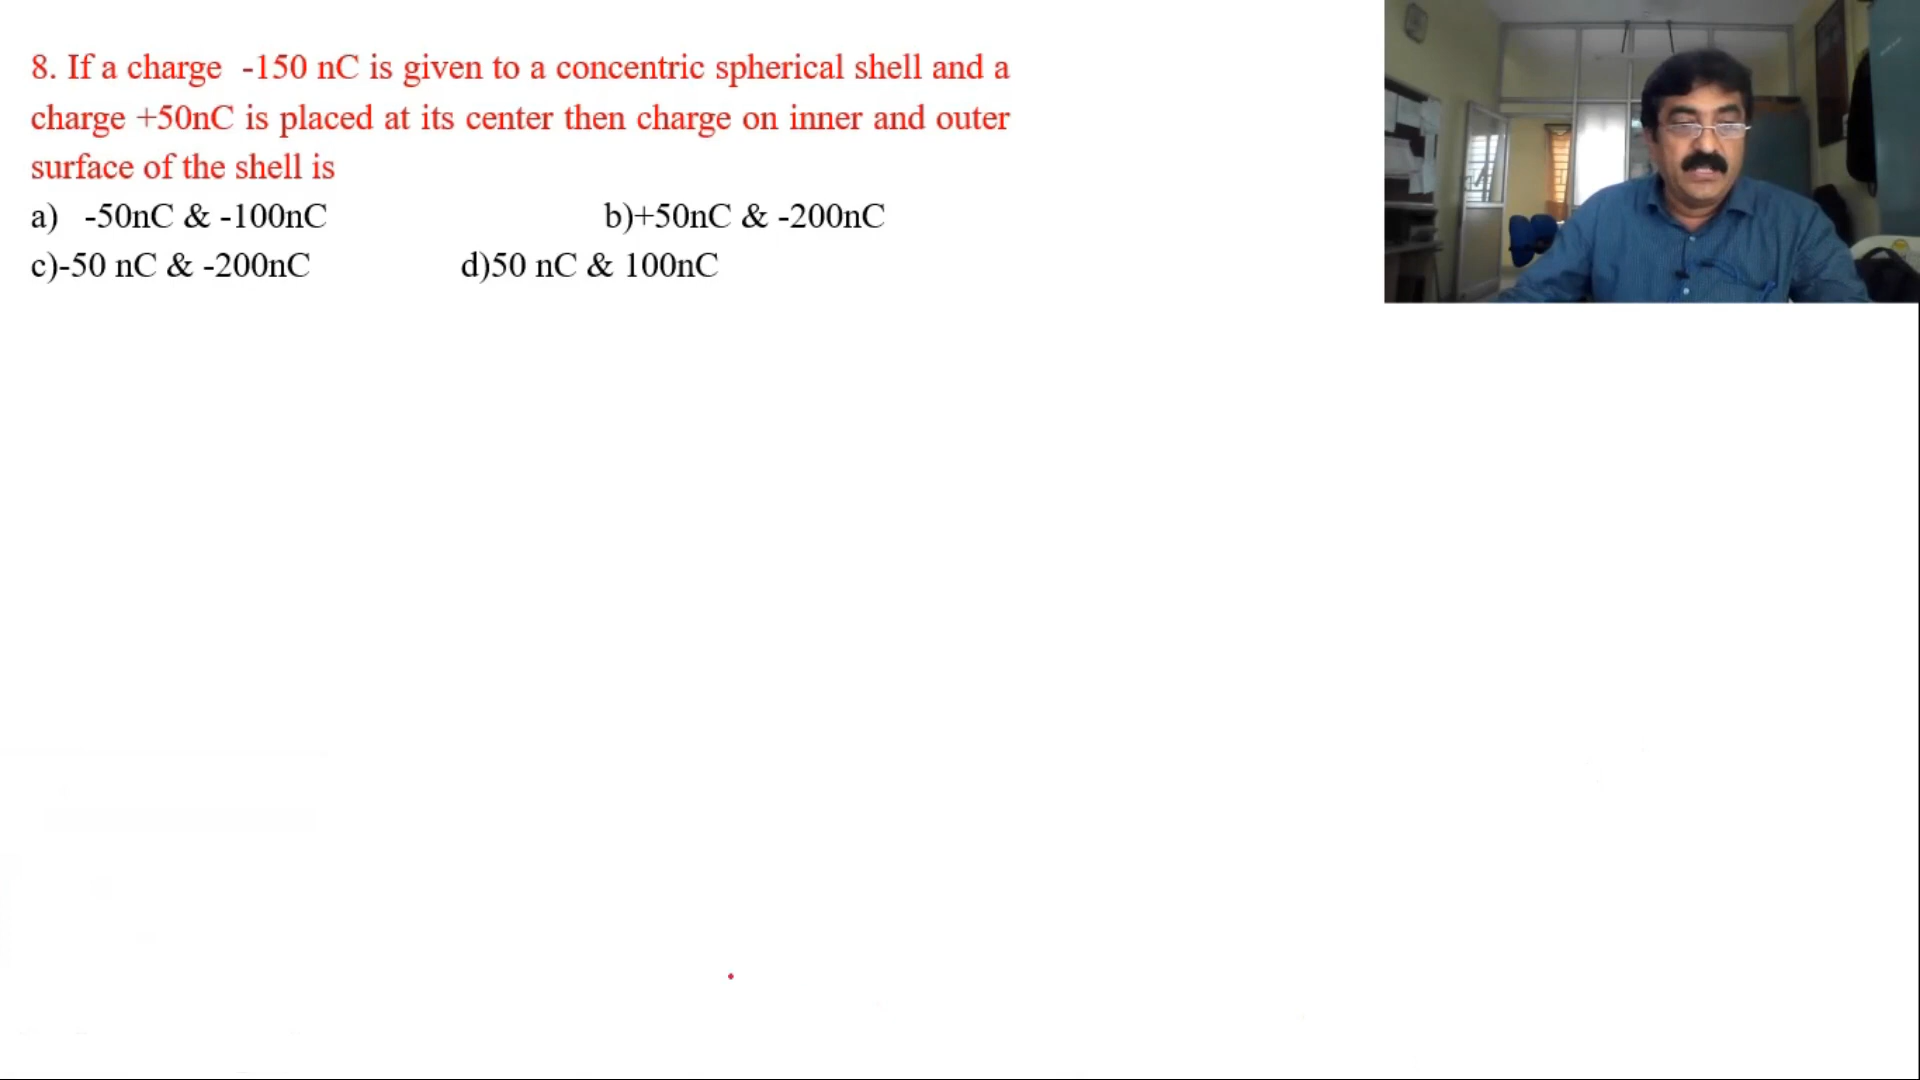 8. If a charge  -150 nC is given to a concentric spherical shell and a
charge +50nC is placed at its center then charge on inner and outer
surface of the shell is
a)   -50nC & -100nC    b)+50nC & -200nC
c)-50 nC & -200nC    d)50 nC & 100nC